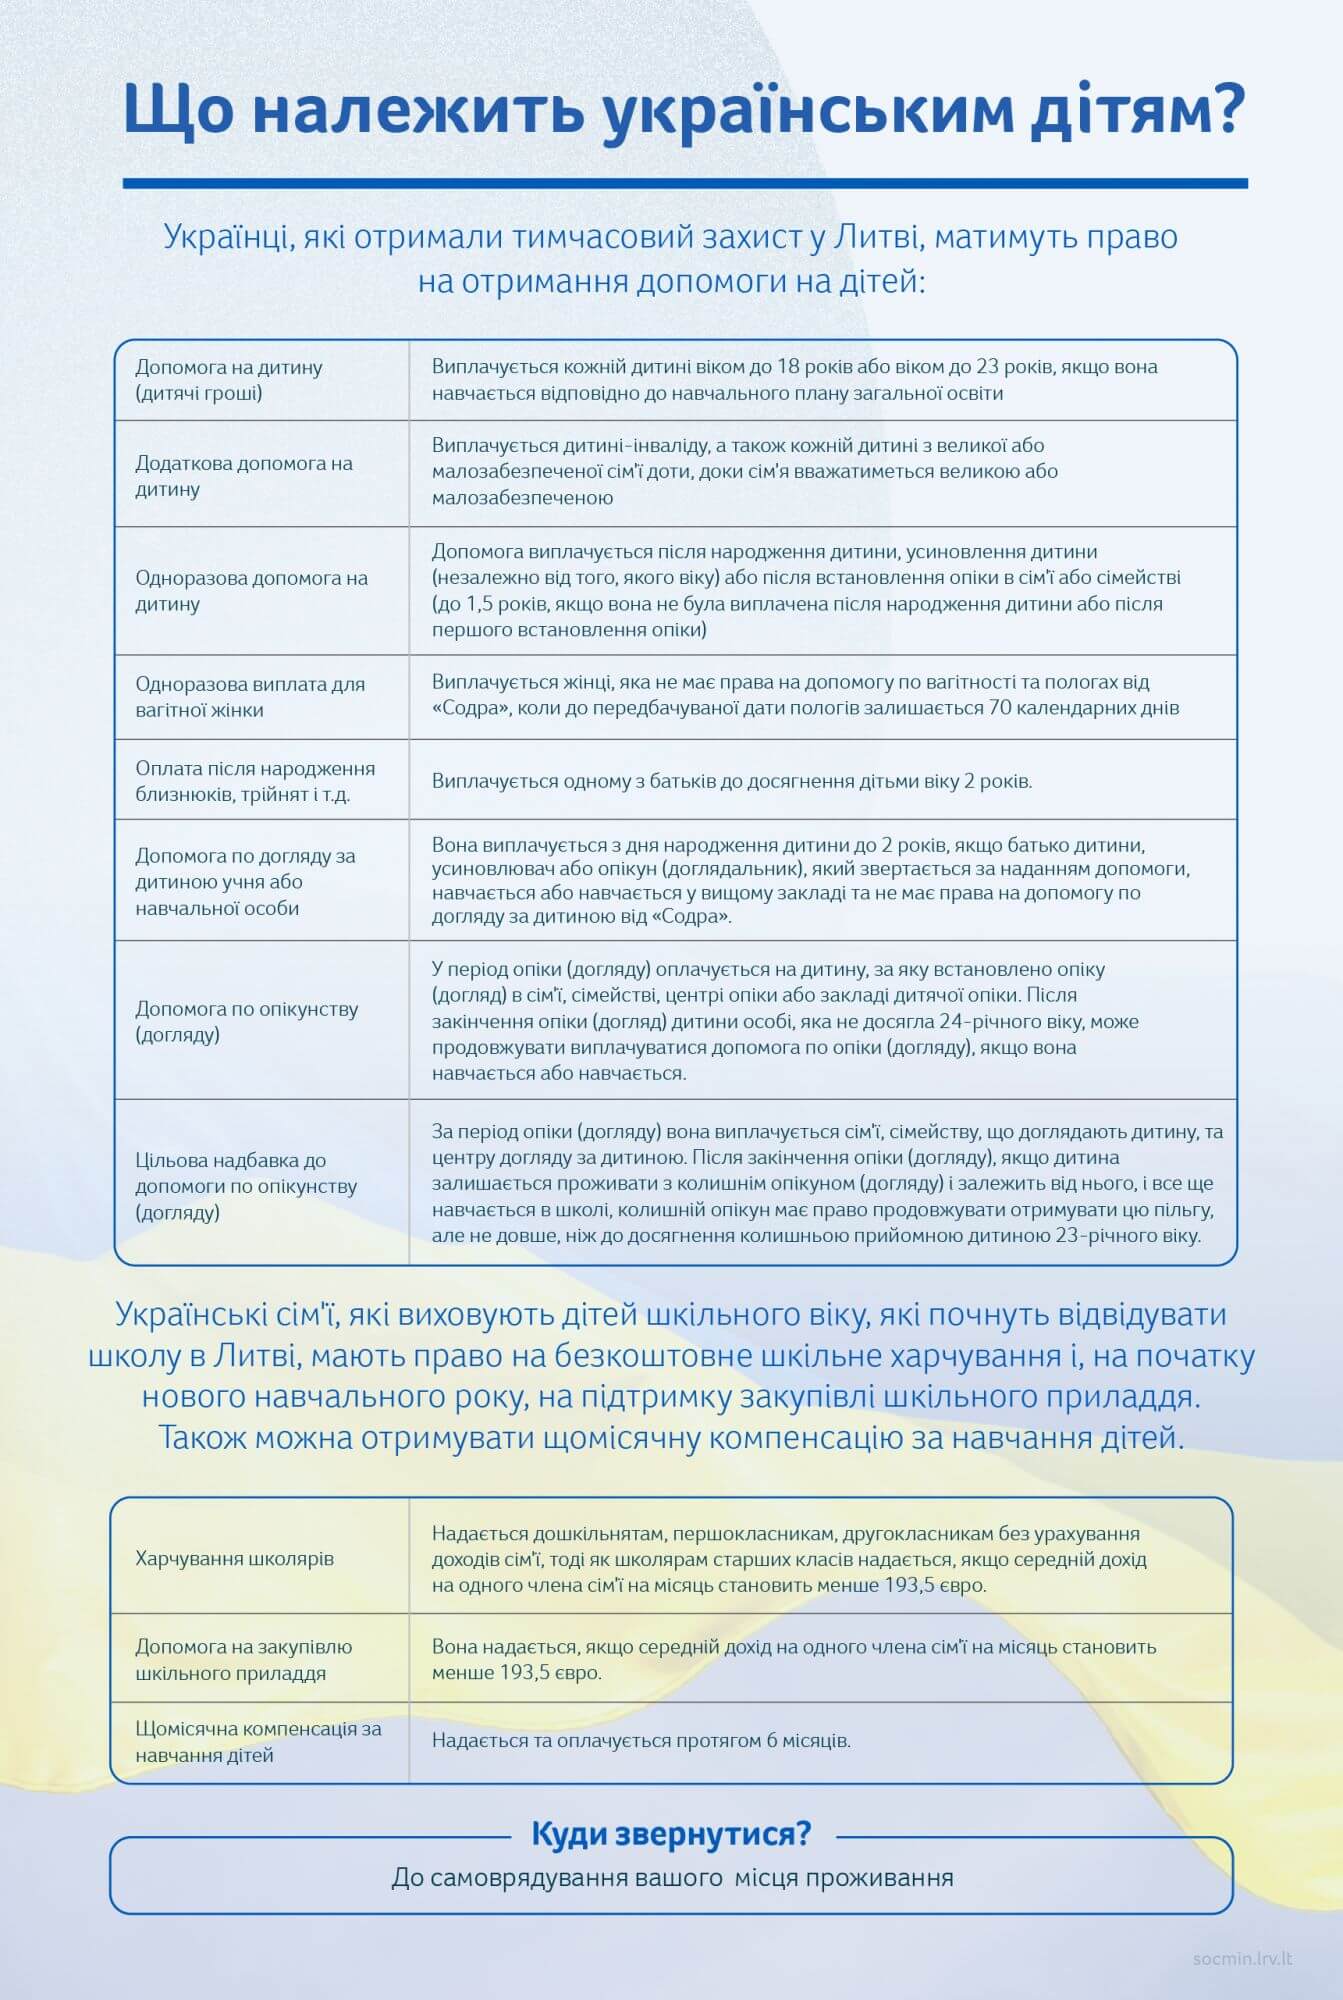 Що належить українським дітям?
Українці, які отримали тимчасовий захист у Литві, матимуть право
на отримання допомоги на дітей:
Допомога на дитину
(дитячі гроші)
Виплачується кожній дитині віком до 18 років або віком до 23 років, якщо вона
навчається відповідно до навчального плану загальної освіти
Додаткова допомога на
дитину
Виплачується дитині-інваліду, а також кожній дитині з великої або
малозабезпеченої сім'ї доти, доки сім'я вважатиметься великою або
малозабезпеченою
Одноразова допомога на
дитину
Допомога виплачується після народження дитини, усиновлення дитини
(незалежно від того, якого віку) або після встановлення опіки в сім'ї або сімействі
(до 1,5 років, якщо вона не була виплачена після народження дитини або після
першого встановлення опіки)
Одноразова виплата для
вагітної жінки
Виплачується жінці, яка не має права на допомогу по вагітності та пологах від
«Содра», коли до передбачуваної дати пологів залишається 70 календарних днів
Оплата після народження
близнюків, трійнят і т.д.
Виплачується одному з батьків до досягнення дітьми віку 2 років.
Допомога по догляду за
дитиною учня або
навчальної особи
Вона виплачується з дня народження дитини до 2 років, якщо батько дитини,
усиновлювач або опікун (доглядальник), який звертається за наданням допомоги,
навчається або навчається у вищому закладі та не має права на допомогу по
догляду за дитиною від «Содра».
Допомога по опікунству
(догляду)
У період опіки (догляду) оплачується на дитину, за яку встановлено опіку
(догляд) в сім'ї, сімействі, центрі опіки або закладі дитячої опіки. Після
закінчення опіки (догляд) дитини особі, яка не досягла 24-річного віку, може
продовжувати виплачуватися допомога по опіки (догляду), якщо вона
навчається або навчається.
Цільова надбавка до
допомоги по опікунству
(догляду)
За період опіки (догляду) вона виплачується сім'ї, сімейству, що доглядають дитину, та
центру догляду за дитиною. Після закінчення опіки (догляду), якщо дитина
залишається проживати з колишнім опікуном (догляду) і залежить від нього, і все ще
навчається в школі, колишній опікун має право продовжувати отримувати цю пільгу,
але не довше, ніж до досягнення колишньою прийомною дитиною 23-річного віку.
Українські сім'ї, які виховують дітей шкільного віку, які почнуть відвідувати
школу в Литві, мають право на безкоштовне шкільне харчування і, на початку
нового навчального року, на підтримку закупівлі шкільного приладдя.
Також можна отримувати щомісячну компенсацію за навчання дітей.
Харчування школярів
Надається дошкільнятам, першокласникам, другокласникам без урахування
доходів сім'ї, тоді як школярам старших класів надається, якщо середній дохід
на одного члена сім'ї на місяць становить менше 193,5 євро.
Допомога на закупівлю
шкільного приладдя
Вона надається, якщо середній дохід на одного члена сім'ї на місяць становить
менше 193,5 євро.
Щомісячна компенсація за
навчання дітей
Надається та оплачується протягом 6 місяців.
Куди звернутися?
До самоврядування вашого місця проживання
socmin.lrv.lt